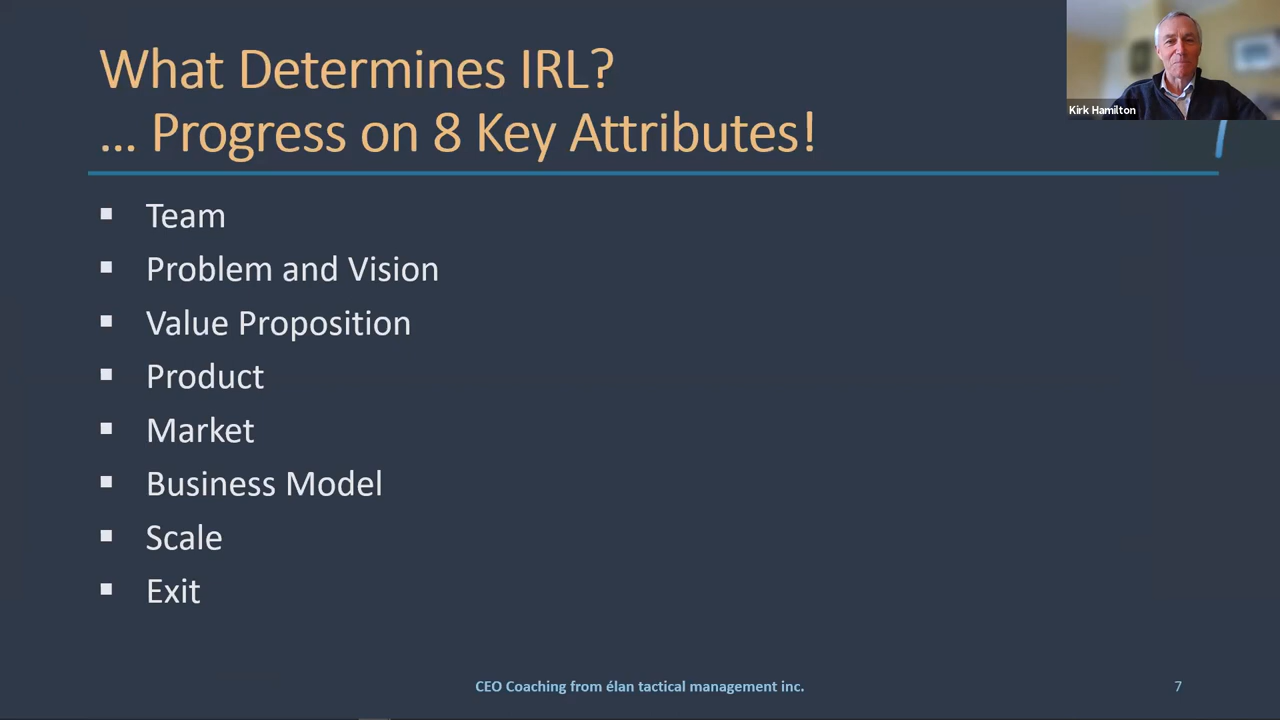 What Determines IRL?
... Progress on 8 Key Attributes!
Kirk Hamilton
▪ Team
▪ Problem and Vision
▪ Value Proposition
▪ Product
▪ Market
▪ Business Model
▪ Scale
▪ Exit
CEO Coaching from élan tactical management inc.
7